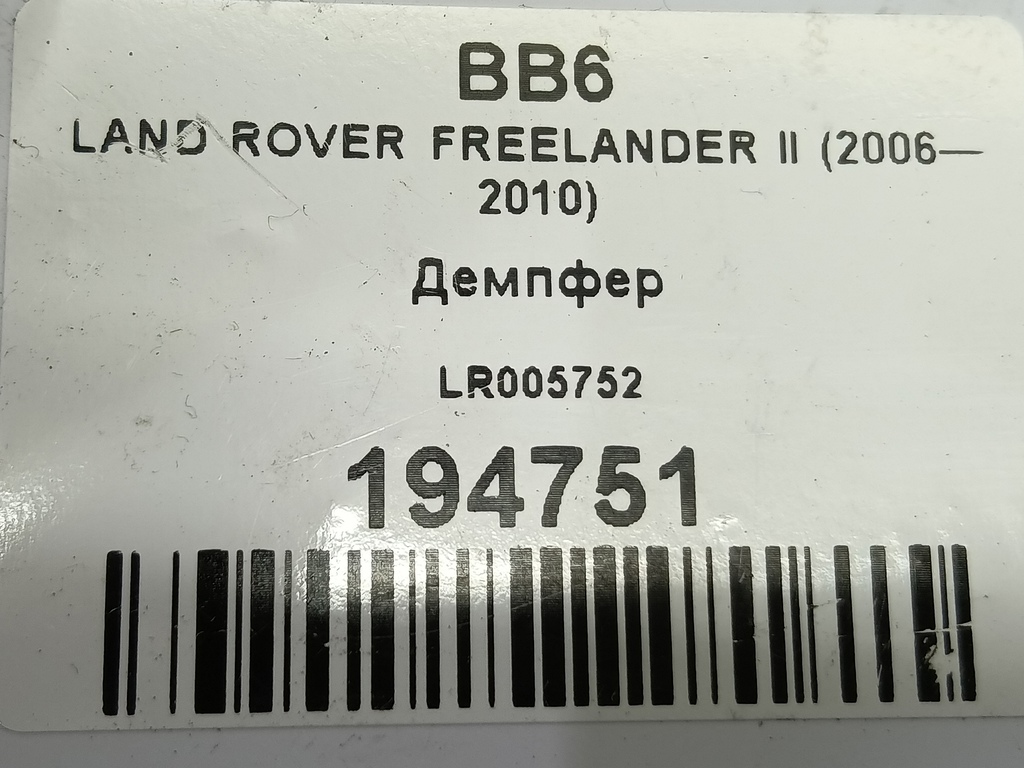 BB6
LAND ROVER FREELANDER II (2006—
2010)
Демпфер
LR005752
194751